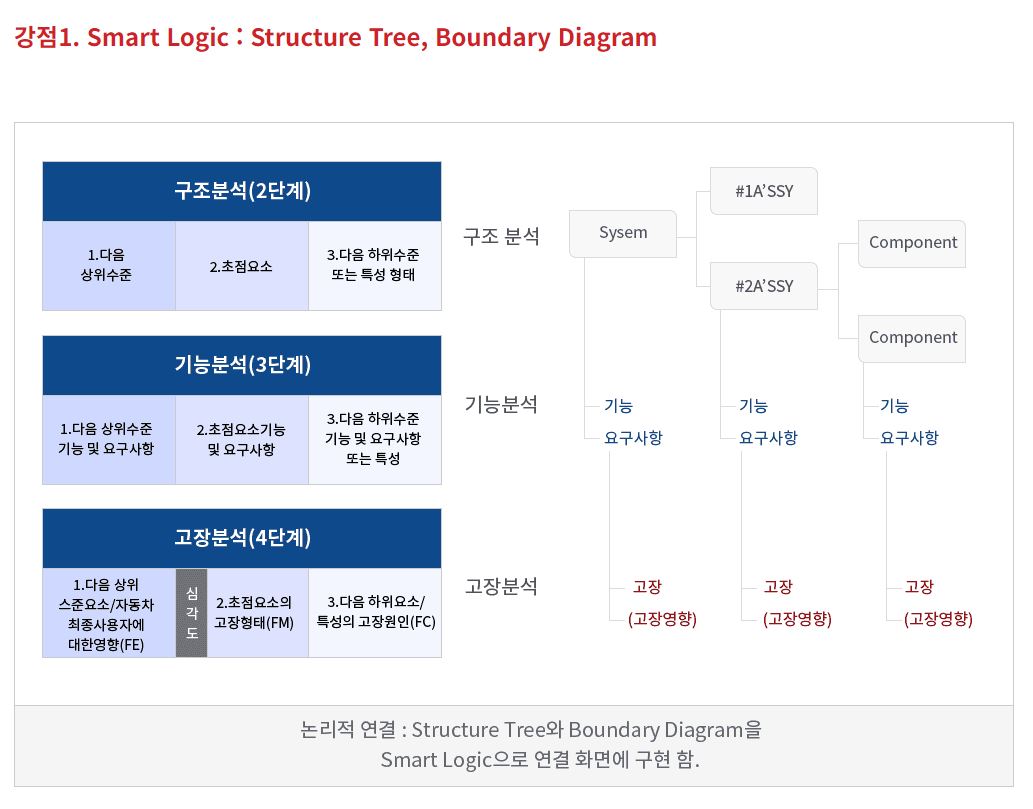 강점1. Smart Logic : Structure Tree, Boundary Diagram
구조분석(2단계)
1.다음
상위수준
2.초점요소
3.다음 하위수준
또는 특성 형태
기능분석(3단계)
1.다음 상위수준
기능 및 요구사항
2.초점요소기능
및 요구사항
3.다음 하위수준
기능 및 요구사항
또는 특성
고장분석(4단계)
1.다음 상위
스준요소/자동차
최종사용자에
대한영향(FE)
심
각
도
2.초점요소의
고장형태(FM)
3.다음 하위요소/
특성의 고장원인(FC)
구조 분석
Sysem
#1A’SSY
#2A’SSY
Component
Component
기능분석
기능
요구사항
기능
요구사항
기능
요구사항
고장분석
고장
(고장영향)
고장
(고장영향)
고장
(고장영향)
논리적 연결 : Structure Tree와 Boundary Diagram을
Smart Logic으로 연결 화면에 구현 함.